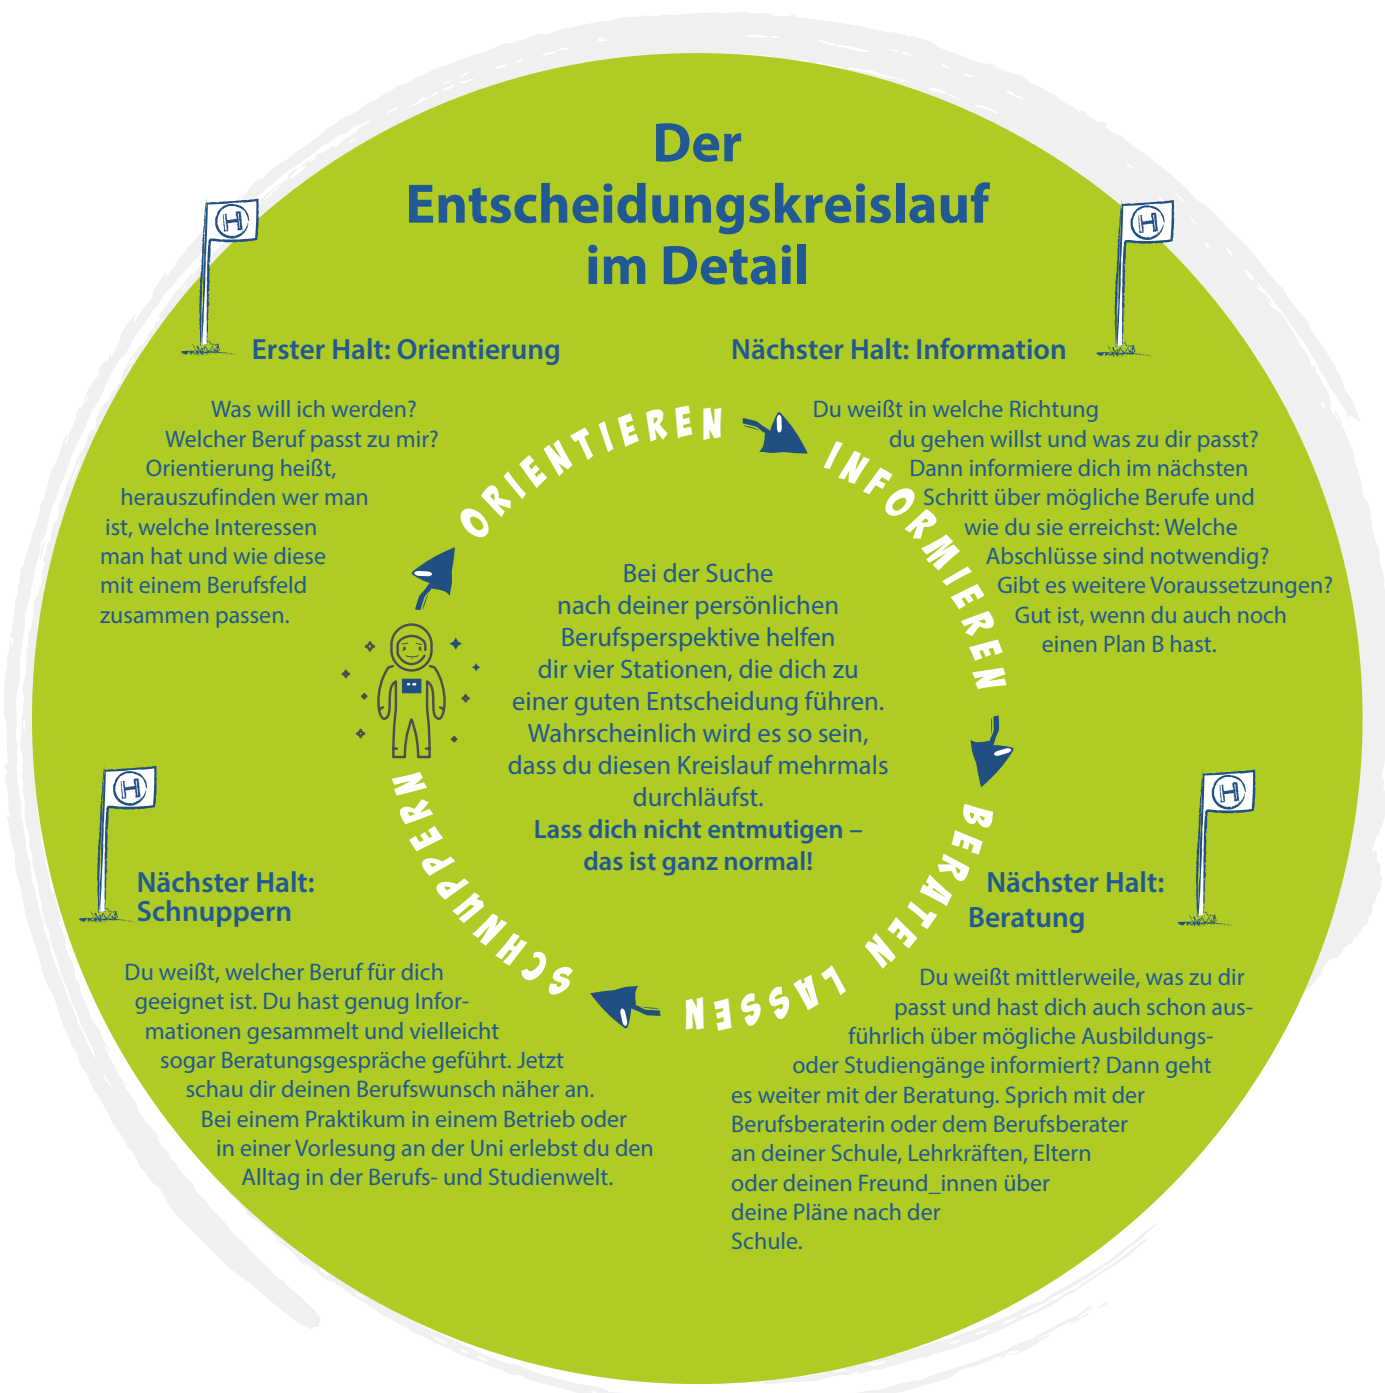 Der
Entscheidungskreislauf
im Detail
H
Erster Halt: Orientierung
Was will ich werden?
Welcher Beruf passt zu mir?
Orientierung heißt,
herauszufinden wer man
ist, welche Interessen
man hat und wie diese
mit einem Berufsfeld
zusammen passen.
H
Nächster Halt: Information
Du weißt in welche Richtung
du gehen willst und was zu dir passt?
Dann informiere dich im nächsten
Schritt über mögliche Berufe und
wie du sie erreichst: Welche
Abschlüsse sind notwendig?
Gibt es weitere Voraussetzungen?
Gut ist, wenn du auch noch
einen Plan B hast.
ORIENTIEREN
INFORMIEREN
BERATEN LASSEN
SCHNUPPERN
Bei der Suche
nach deiner persönlichen
Berufsperspektive helfen
dir vier Stationen, die dich zu
einer guten Entscheidung führen.
Wahrscheinlich wird es so sein,
dass du diesen Kreislauf mehrmals
durchläufst.
Lass dich nicht entmutigen –
das ist ganz normal!
H
Nächster Halt:
Beratung
Du weißt mittlerweile, was zu dir
passt und hast dich auch schon aus-
führlich über mögliche Ausbildungs-
oder Studiengänge informiert? Dann geht
es weiter mit der Beratung. Sprich mit der
Berufsberaterin oder dem Berufsberater
an deiner Schule, Lehrkräften, Eltern
oder deinen Freund_innen über
deine Pläne nach der
Schule.
H
Nächster Halt:
Schnuppern
Du weißt, welcher Beruf für dich
geeignet ist. Du hast genug Infor-
mationen gesammelt und vielleicht
sogar Beratungsgespräche geführt. Jetzt
schau dir deinen Berufswunsch näher an.
Bei einem Praktikum in einem Betrieb oder
in einer Vorlesung an der Uni erlebst du den
Alltag in der Berufs- und Studienwelt.